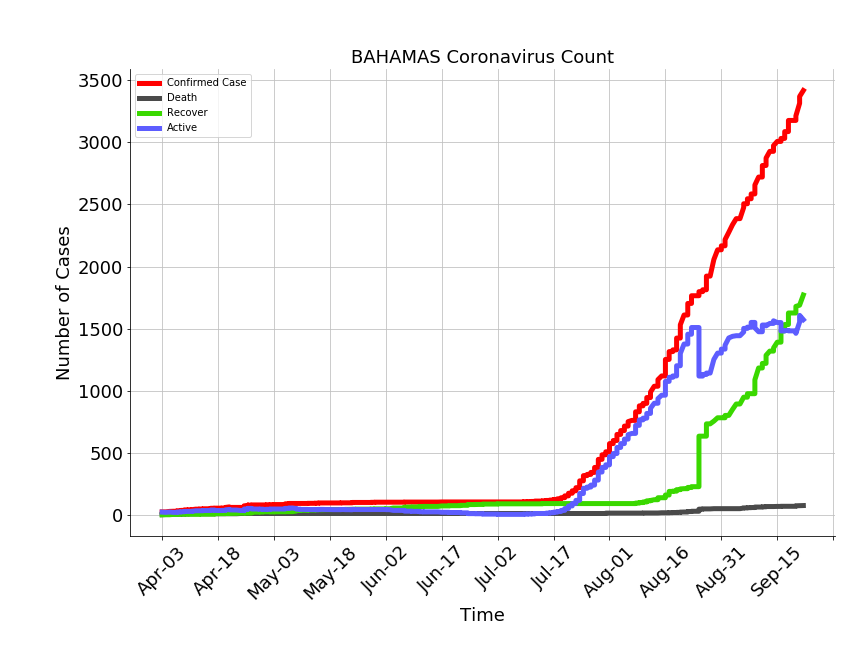 BAHAMAS Coronavirus Count
Confirmed Case
Death
Recover
Active
3500
3000
2500
2000
1500
1000
500
0
Number of Cases
Apr-03
Apr-18
May-03
May-18
Jun-02
Jun-17
Jul-02
Jul-17
Aug-01
Aug-16
Aug-31
Sep-15
Time